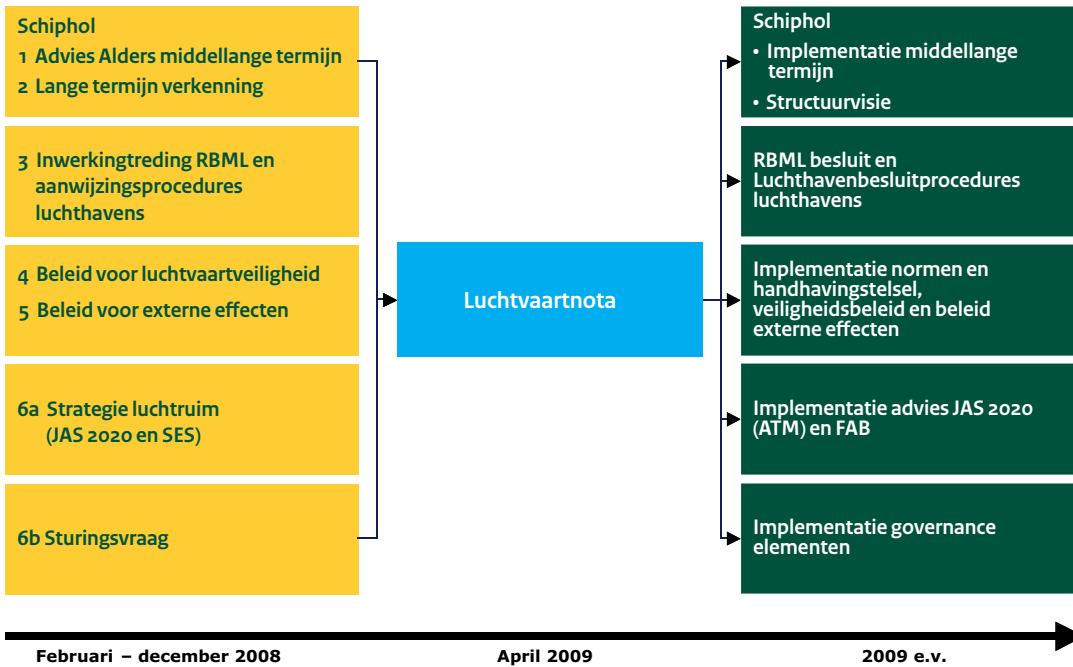 Schiphol
1 Advies Alders middellange termijn
2 Lange termijn verkenning
3 Inwerkingtreding RBML en
aanwijzingsprocedures
luchthavens
4 Beleid voor luchtvaartveiligheid
5 Beleid voor externe effecten
6a Strategie luchtruim
(JAS 2020 en SES)
6b Sturingsvraag
Luchtvaartnota
Schiphol
• Implementatie middellange
termijn
• Structuurvisie
RBML besluit en
Luchthavenbesluitprocedures
luchthavens
Implementatie normen en
handhavingstelsel,
veiligheidsbeleid en beleid
externe effecten
Implementatie advies JAS 2020
(ATM) en FAB
Implementatie governance
elementen
Februari – december 2008
April 2009
2009 e.v.